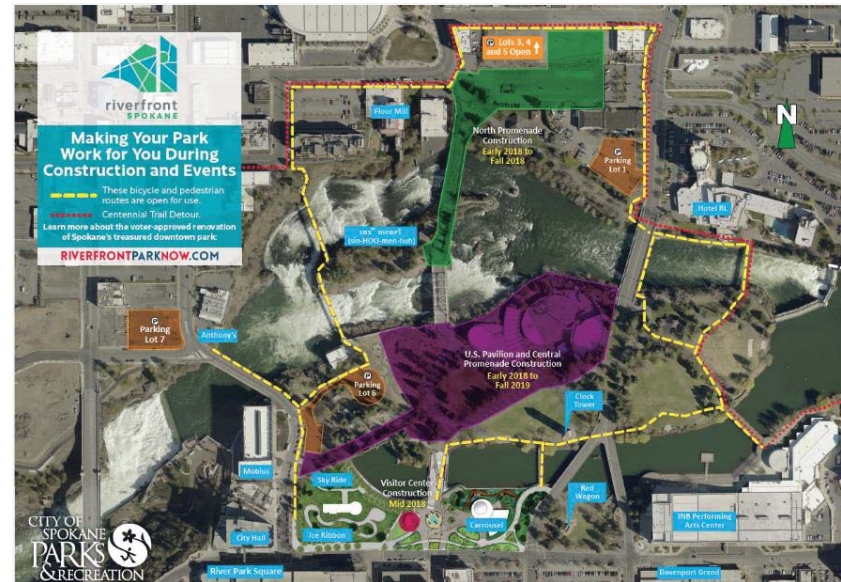 riverfront
SPOKANE
Making Your Park
Work for You During
Construction and Events
These bicycle and pedestrian
routes are open for use.
Centennial Trail Detour.
Learn more about the voter-approved renovation
of Spokane's treasured downtown park:
RIVERFRONTPARKNOW.COM
P Lots 3, 4
and 5 Open
Flour Mill
North Promenade
Construction
Early 2018 to
Fall 2018
P
Parking
Lot 1
N
Hotel RL
(sin-HOO-men-huh)
P
Parking
Lot 7
Anthony's
U.S. Pavilion and Central
Promenade Construction
Early 2018 to
Fall 2019
P
Parking
Lot 6
Clock
Tower
Mobius
Sky Ride
Visitor Center
Construction
Mid 2018
Red
Wagon
Ice Ribbon
Carrousel
INB Performing
Arts Center
City Hall
CITY OF
SPOKANE
PARKS
& RECREATION
River Park Square
Davenport Grand